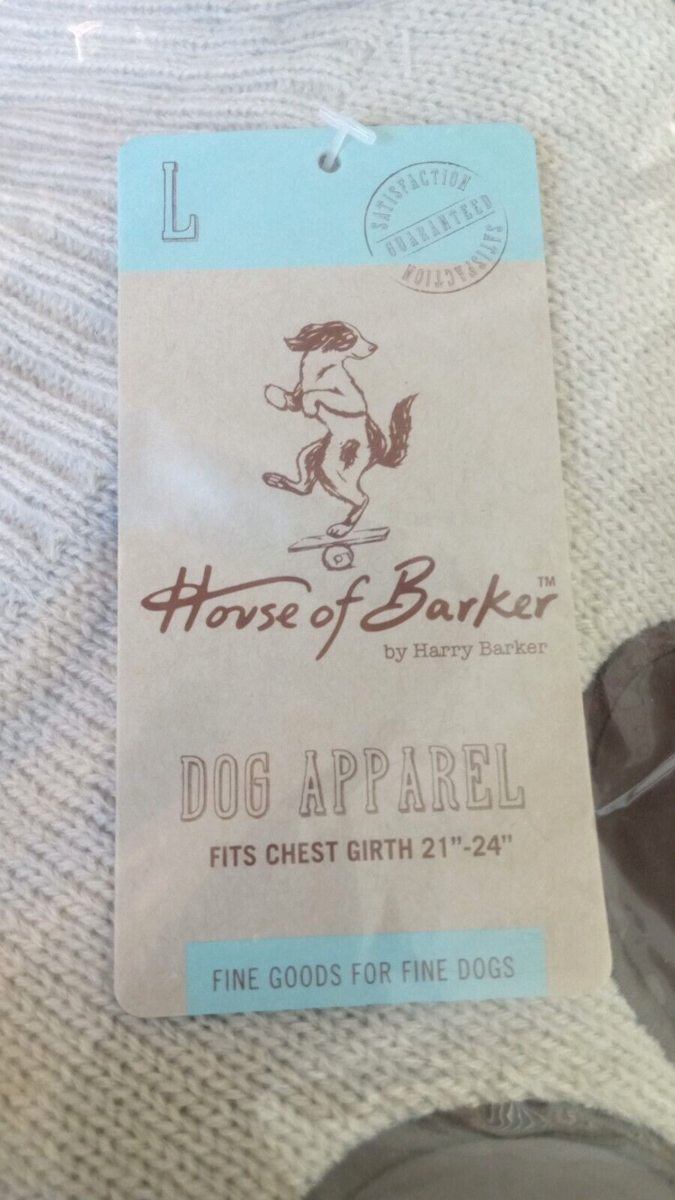 L
SATISFACTION
GUARANTEED
SATISFACTION
House of Barker™
by Harry Barker
DOG APPAREL
FITS CHEST GIRTH 21”-24”
FINE GOODS FOR FINE DOGS